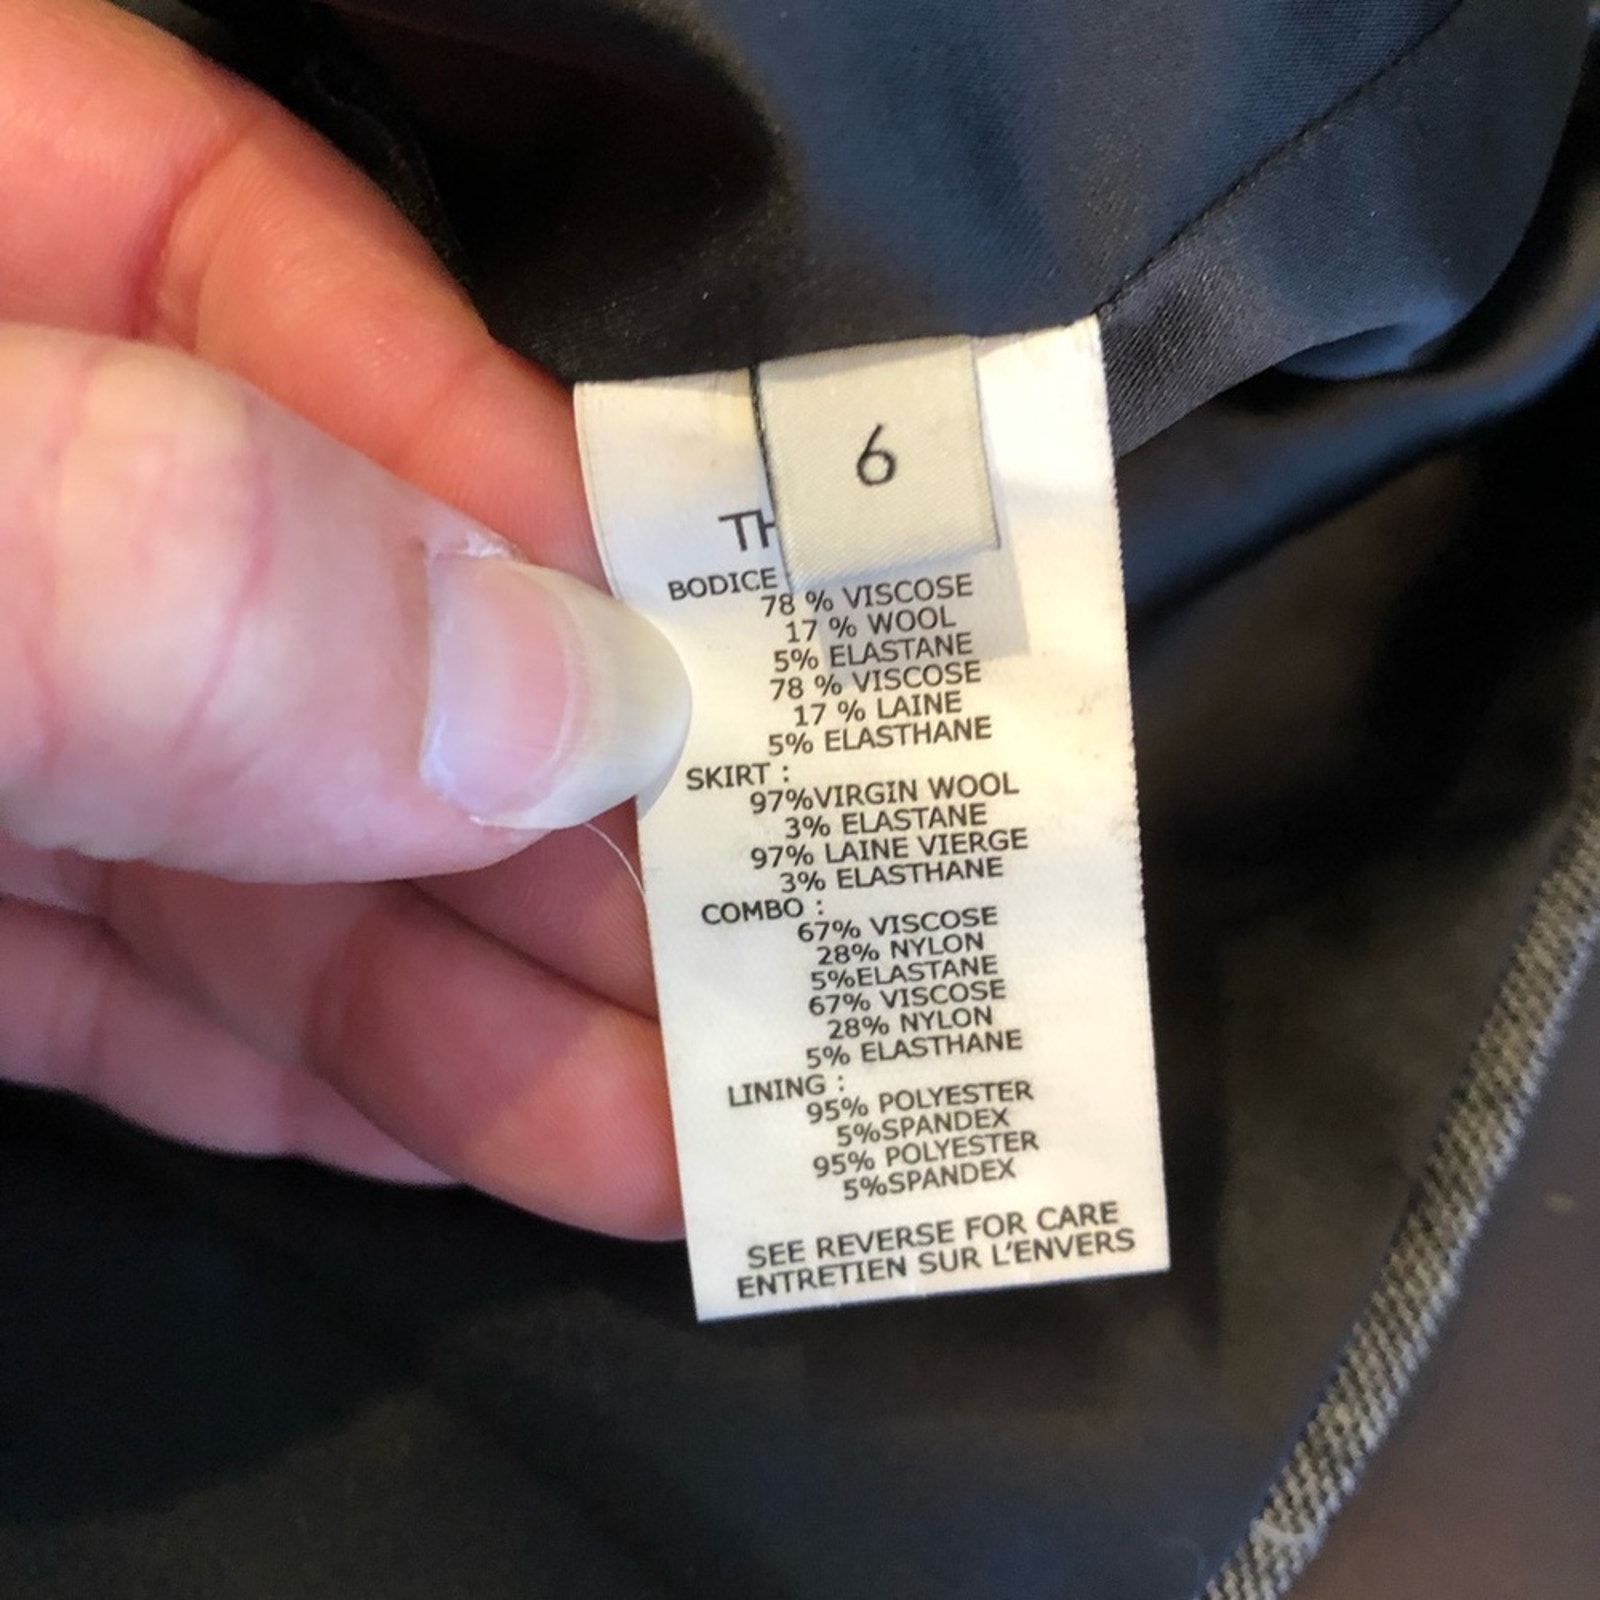 6
TH
BODICE
78 % VISCOSE
17 % WOOL
5% ELASTANE
78 % VISCOSE
17 % LAINE
5% ELASTHANE
SKIRT :
97%VIRGIN WOOL
3% ELASTANE
97% LAINE VIERGE
3% ELASTHANE
COMBO :
67% VISCOSE
28% NYLON
5%ELASTANE
67% VISCOSE
28% NYLON
5% ELASTHANE
LINING :
95% POLYESTER
5%SPANDEX
95% POLYESTER
5%SPANDEX
SEE REVERSE FOR CARE
ENTRETIEN SUR L'ENVERS